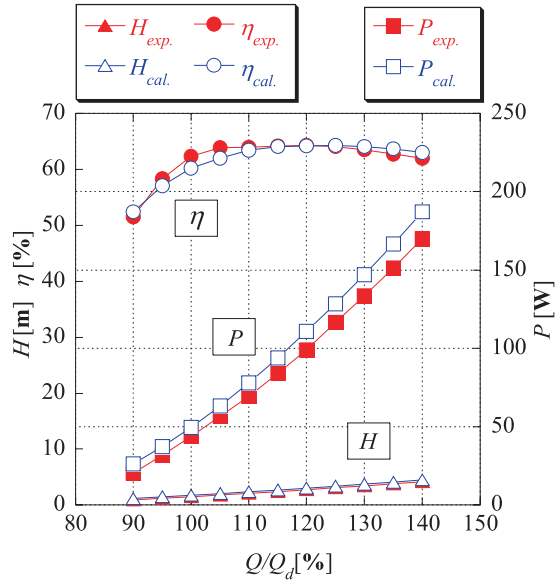 H_exp. η_exp. P_exp.
H_cal. η_cal. P_cal.
70 250
60
200
50
η
150
40
H [m] η [%]
P [W]
30
P
100
20
50
10
H
0 0
80 90 100 110 120 130 140 150
Q/Q_d [%]